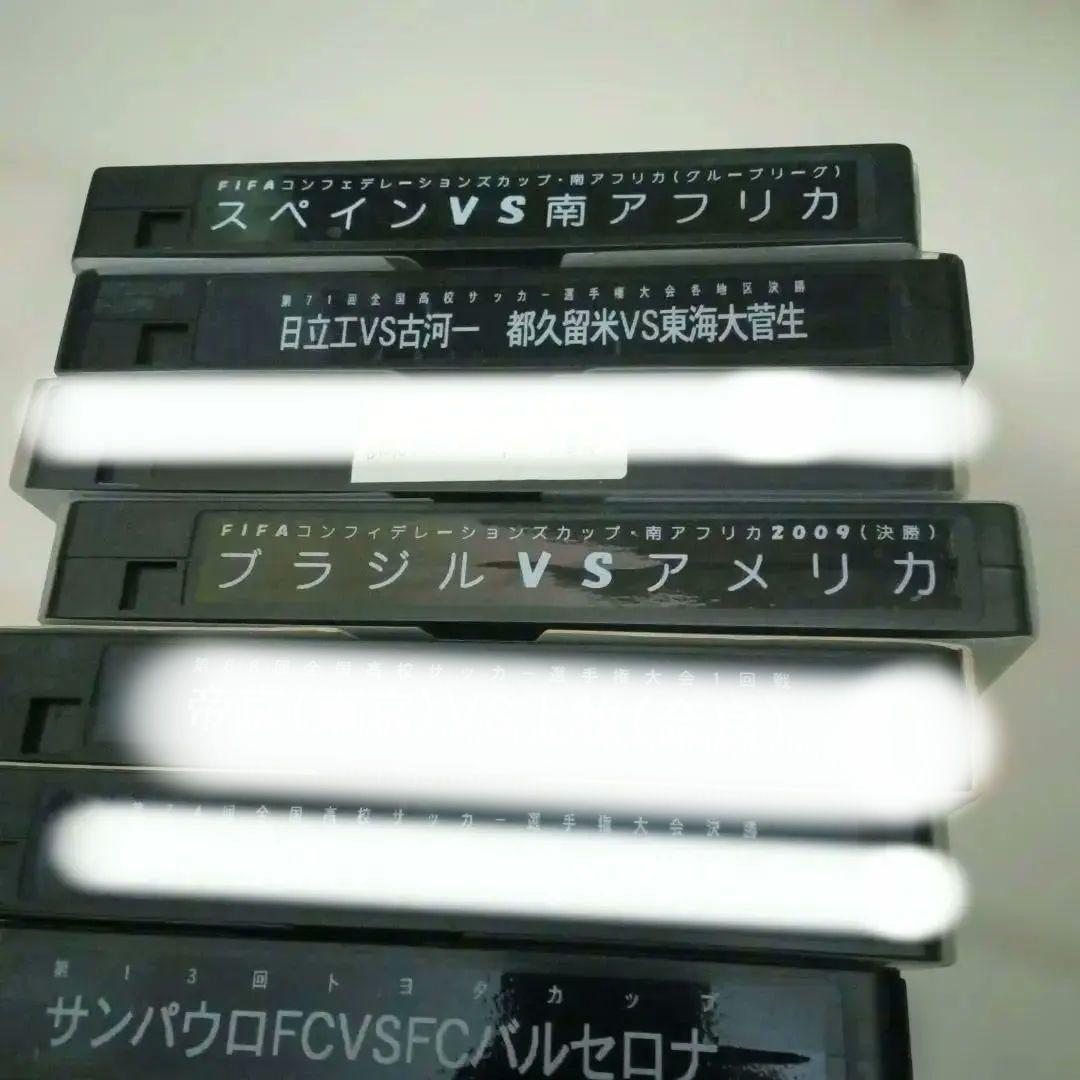 FIFAコンフェデレーションズカップ・南アフリカ(グループリーグ)
スペインVS南アフリカ
第71回全国高校サッカー選手権大会各地区決勝
日立工VS古河一 都久留米VS東海大菅生
FIFAコンフィデレーションズカップ・南アフリカ2009(決勝)
ブラジルVSアメリカ
回全国高校サッカー選手権大会1回戦
回全国高校サッカー選手権大会決勝
第13回トヨタカップ
サンパウロFCVSFCバルセロナ